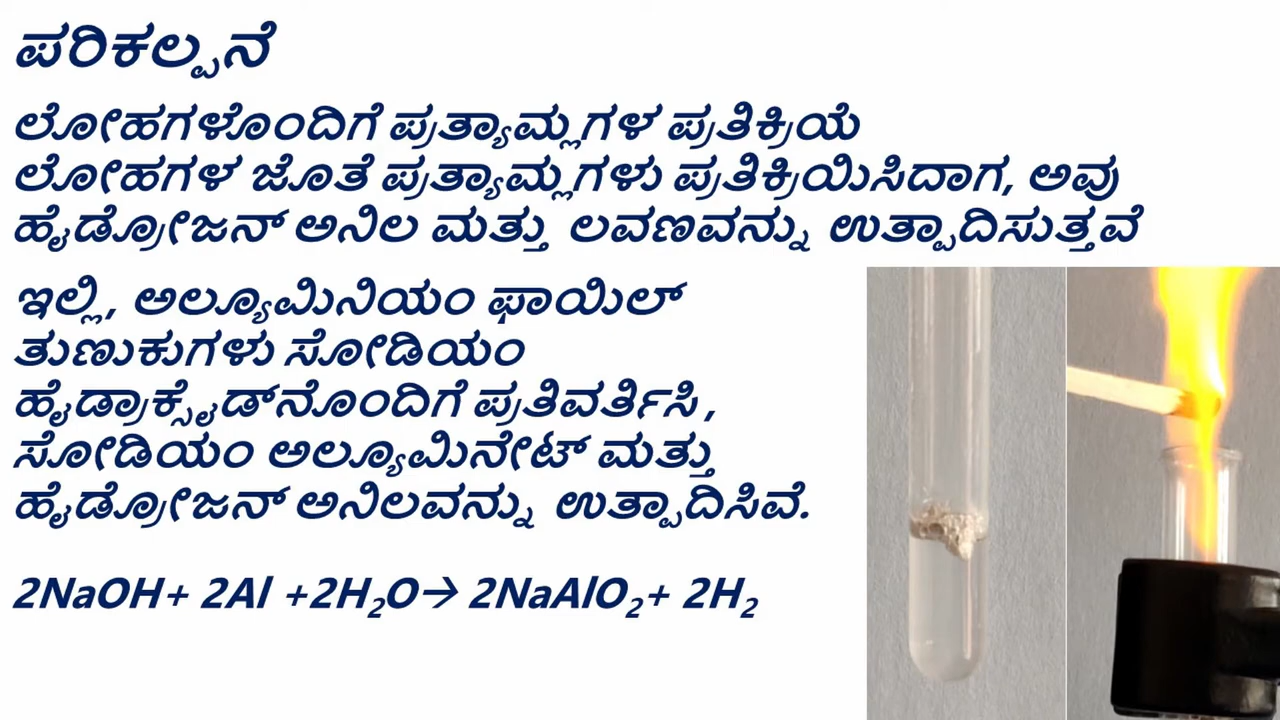 ಪರಿಕಲ್ಪನೆ
ಲೋಹಗಳೊಂದಿಗೆ ಪ್ರತ್ಯಾಮ್ಲಗಳ ಪ್ರತಿಕ್ರಿಯೆ
ಲೋಹಗಳ ಜೊತೆ ಪ್ರತ್ಯಾಮ್ಲಗಳು ಪ್ರತಿಕ್ರಿಯಿಸಿದಾಗ, ಅವು
ಹೈಡ್ರೋಜನ್ ಅನಿಲ ಮತ್ತು ಲವಣವನ್ನು ಉತ್ಪಾದಿಸುತ್ತವೆ
ಇಲ್ಲಿ, ಅಲ್ಯೂಮಿನಿಯಂ ಫಾಯಿಲ್
ತುಣುಕುಗಳು ಸೋಡಿಯಂ
ಹೈಡ್ರಾಕ್ಸೈಡ್‌ನೊಂದಿಗೆ ಪ್ರತಿವರ್ತಿಸಿ,
ಸೋಡಿಯಂ ಅಲ್ಯೂಮಿನೇಟ್ ಮತ್ತು
ಹೈಡ್ರೋಜನ್ ಅನಿಲವನ್ನು ಉತ್ಪಾದಿಸಿವೆ.
2NaOH+ 2Al +2H₂O→ 2NaAlO₂+ 2H₂